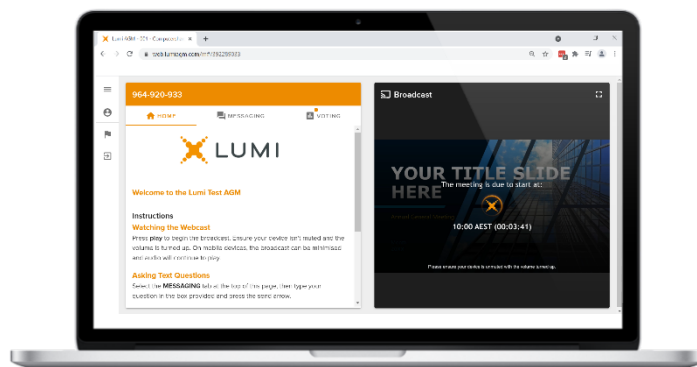 964-920-933
Broadcast
HOME
MESSAGING
VOTING
LUMI
Welcome to the Lumi Test AGM
Instructions
Watching the Webcast
Press play to begin the broadcast. Ensure your device isn't muted and the
volume is turned up. On mobile devices, the broadcast can be minimised
and audio will continue to play.
Asking Text Questions
Select the MESSAGING tab at the top of this page, then type your
question in the box provided and press the send arrow.
YOUR TITLE SLIDE
HERE
The meeting is due to start at:
10:00 AEST (00:03:41)
Please ensure your device is unmuted with the volume turned up.